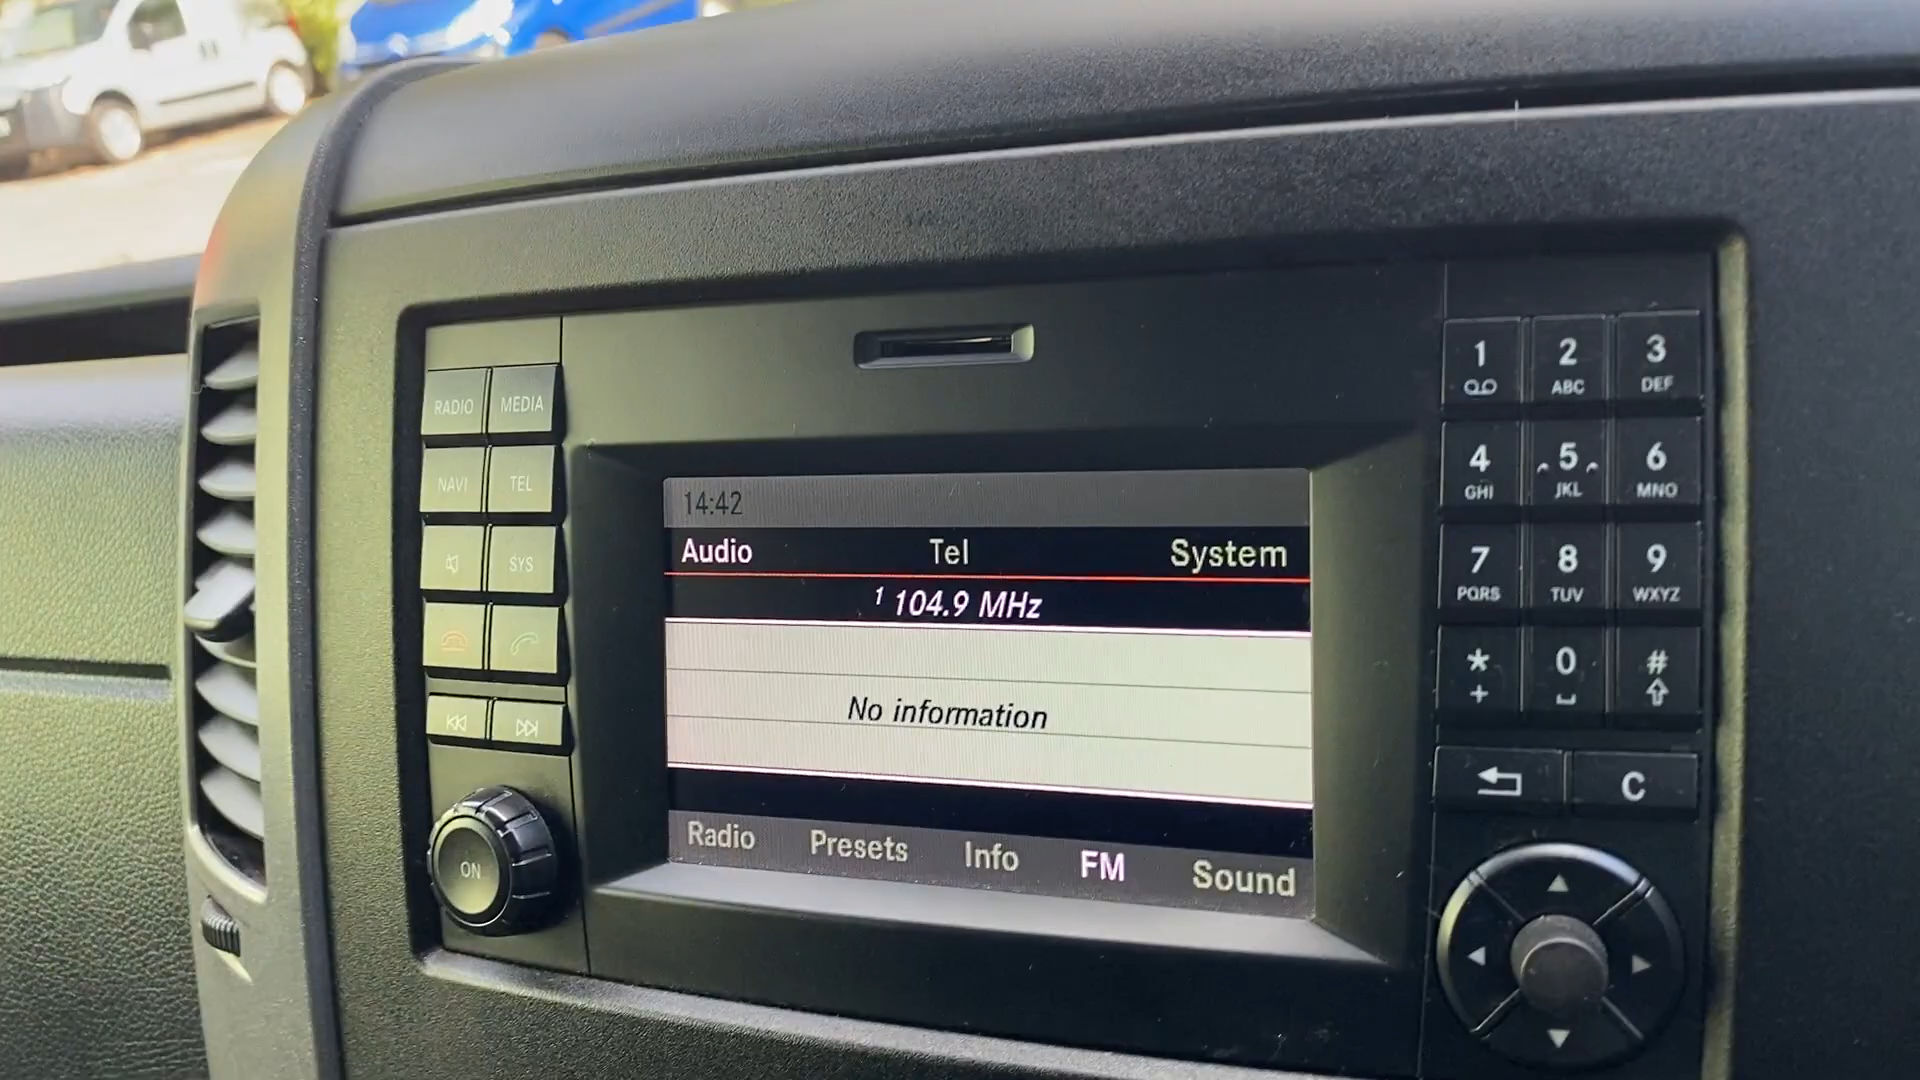 RADIO MEDIA
NAVI TEL
SYS
ON
14:42
Audio Tel System
1 104.9 MHz
No information
Radio Presets Info FM Sound
1 2 ABC 3 DEF
4 GHI 5 JKL 6 MNO
7 PQRS 8 TUV 9 WXYZ
* + 0 #
C